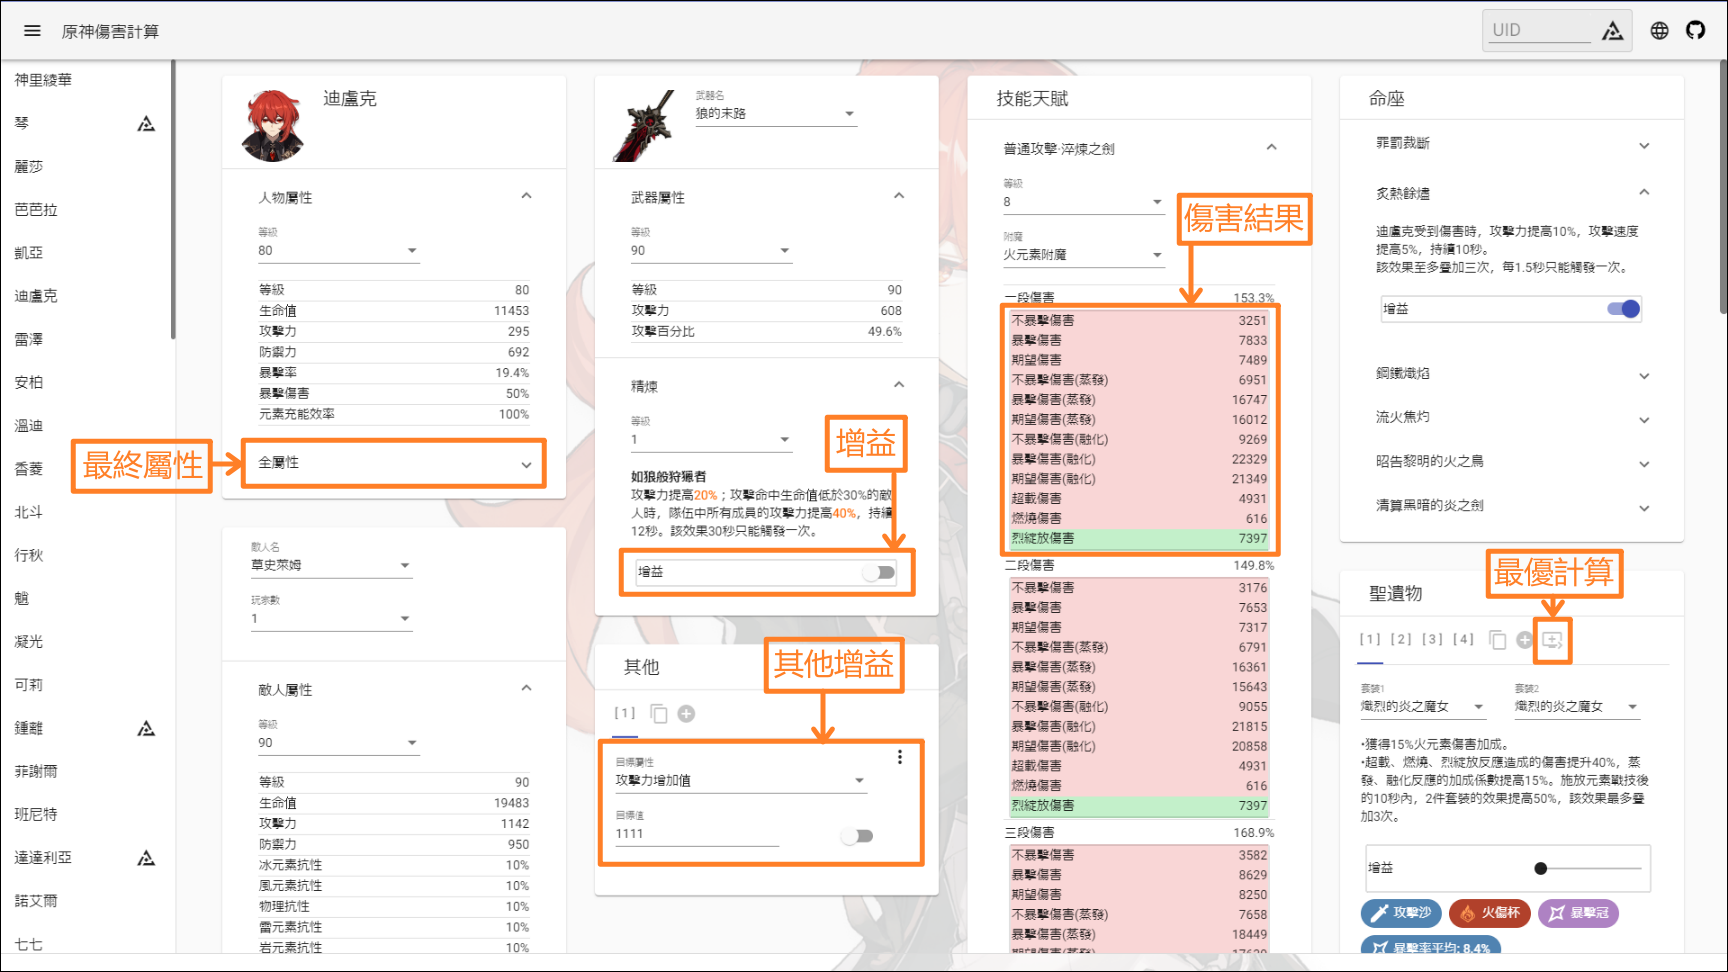 原神傷害計算
UID
神里綾華
琴
麗莎
芭芭拉
凱亞
迪盧克
雷澤
安柏
溫迪
香菱
北斗
行秋
魈
凝光
可莉
鍾離
菲謝爾
班尼特
達達利亞
諾艾爾
七七
迪盧克
人物屬性
等級
80
等級 80
生命值 11453
攻擊力 295
防禦力 692
暴擊率 19.4%
暴擊傷害 50%
元素充能效率 100%
最終屬性
全屬性
敵人名
草史萊姆
玩家數
1
敵人屬性
等級
90
等級 90
生命值 19483
攻擊力 1142
防禦力 950
冰元素抗性 10%
風元素抗性 10%
物理抗性 10%
雷元素抗性 10%
岩元素抗性 10%
武器名
狼的末路
武器屬性
等級
90
等級 90
攻擊力 608
攻擊百分比 49.6%
精煉
等級
1
增益
如狼般狩獵者
攻擊力提高20%；攻擊命中生命值低於30%的敵
人時，隊伍中所有成員的攻擊力提高40%，持續
12秒。該效果30秒只能觸發一次。
增益
其他
其他增益
[1]
目標屬性
攻擊力增加值
目標值
1111
技能天賦
普通攻擊·淬煉之劍
等級
8
傷害結果
附魔
火元素附魔
一段傷害 153.3%
不暴擊傷害 3251
暴擊傷害 7833
期望傷害 7489
不暴擊傷害(蒸發) 6951
暴擊傷害(蒸發) 16747
期望傷害(蒸發) 16012
不暴擊傷害(融化) 9269
暴擊傷害(融化) 22329
期望傷害(融化) 21349
超載傷害 4931
燃燒傷害 616
烈綻放傷害 7397
二段傷害 149.8%
不暴擊傷害 3176
暴擊傷害 7653
期望傷害 7317
不暴擊傷害(蒸發) 6791
暴擊傷害(蒸發) 16361
期望傷害(蒸發) 15643
不暴擊傷害(融化) 9055
暴擊傷害(融化) 21815
期望傷害(融化) 20858
超載傷害 4931
燃燒傷害 616
烈綻放傷害 7397
三段傷害 168.9%
不暴擊傷害 3582
暴擊傷害 8629
期望傷害 8250
不暴擊傷害(蒸發) 7658
暴擊傷害(蒸發) 18449
命座
罪罰裁斷
炙熱餘燼
迪盧克受到傷害時，攻擊力提高10%，攻擊速度
提高5%，持續10秒。
該效果至多疊加三次，每1.5秒只能觸發一次。
增益
鋼鐵熾焰
流火焦灼
昭告黎明的火之鳥
清算黑暗的炎之劍
最優計算
聖遺物
[1] [2] [3] [4]
套裝1
熾烈的炎之魔女
套裝2
熾烈的炎之魔女
•獲得15%火元素傷害加成。
•超載、燃燒、烈綻放反應造成的傷害提升40%，蒸
發、融化反應的加成係數提高15%。施放元素戰技後
的10秒內，2件套裝的效果提高50%，該效果最多疊
加3次。
增益
攻擊沙
火傷杯
暴擊冠
暴擊率平均: 8.4%